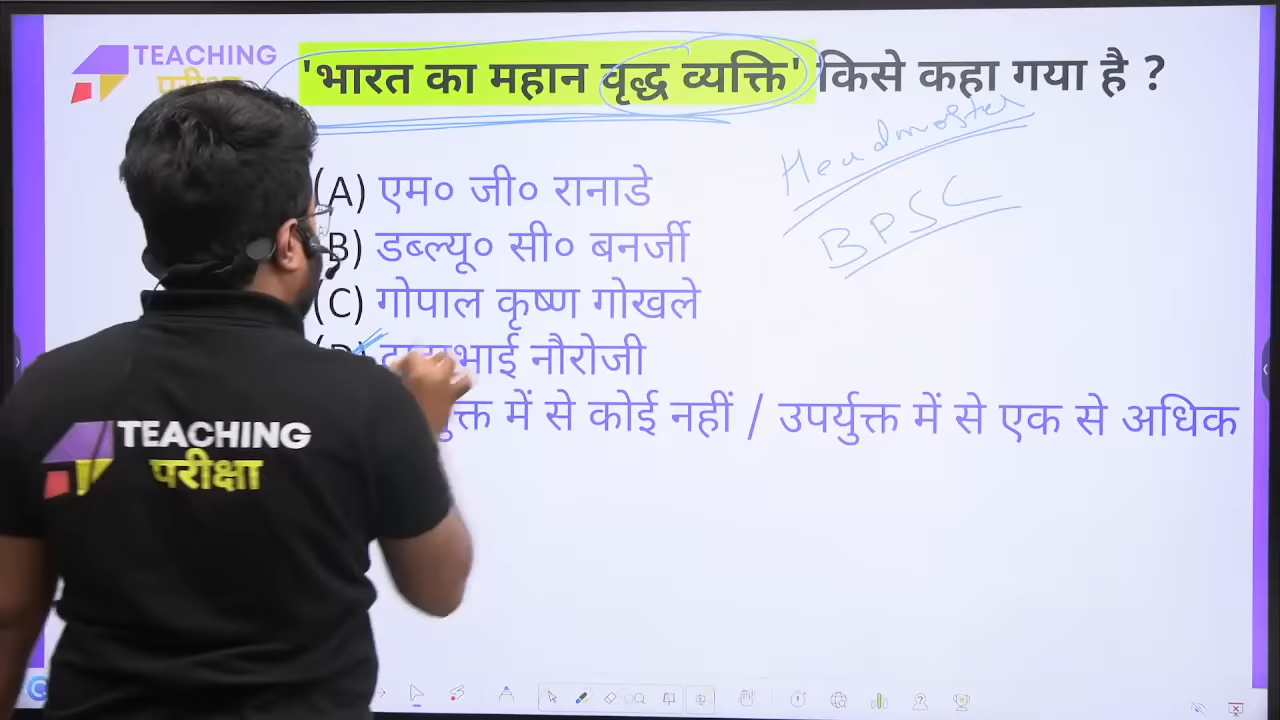 TEACHING
परीक्षा
'भारत का महान वृद्ध व्यक्ति' किसे कहा गया है ?
Headmaster
BPSC
(A) एम० जी० रानाडे
(B) डब्ल्यू० सी० बनर्जी
(C) गोपाल कृष्ण गोखले
नौरोजी
में से कोई नहीं / उपर्युक्त में से एक से अधिक
TEACHING
परीक्षा